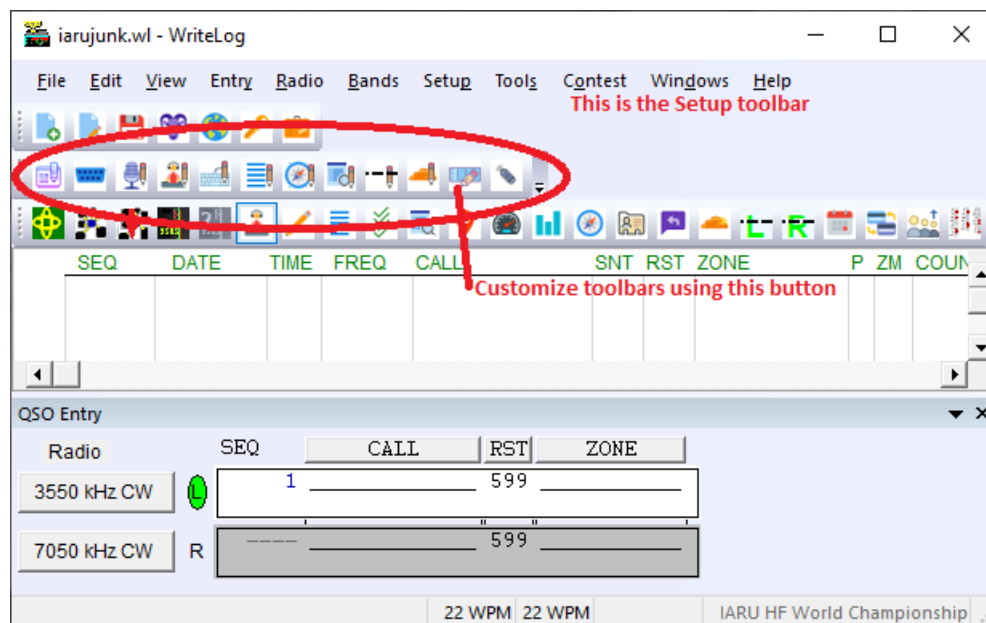 iarujunk.wl - WriteLog
File Edit View Entry Radio Bands Setup Tools Contest Windows Help
This is the Setup toolbar
SEQ DATE TIME FREQ CALL SNT RST ZONE P ZM COUN
Customize toolbars using this button
QSO Entry
Radio SEQ CALL RST ZONE
3550 kHz CW L 1 599
7050 kHz CW R 599
22 WPM 22 WPM IARU HF World Championship